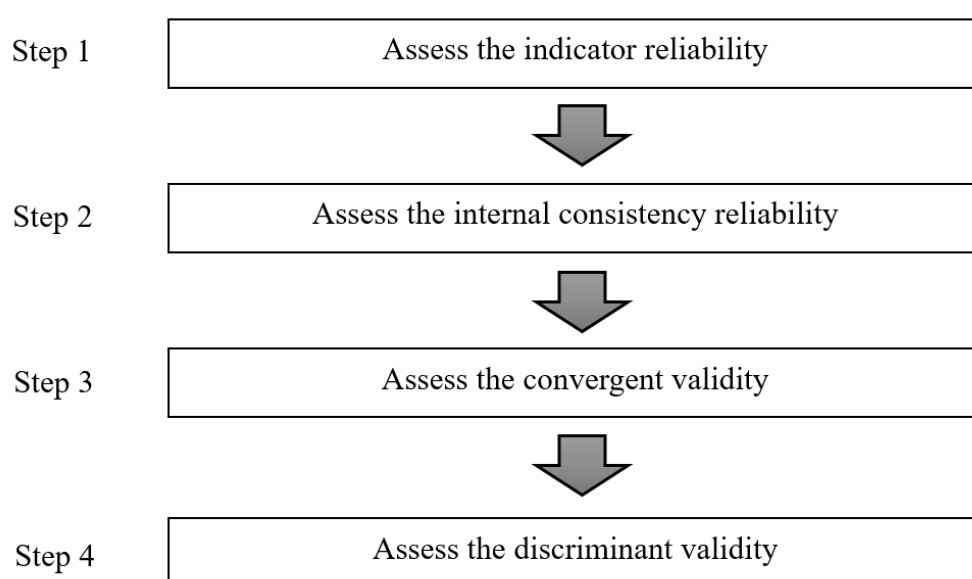 Step 1 Assess the indicator reliability
Step 2 Assess the internal consistency reliability
Step 3 Assess the convergent validity
Step 4 Assess the discriminant validity